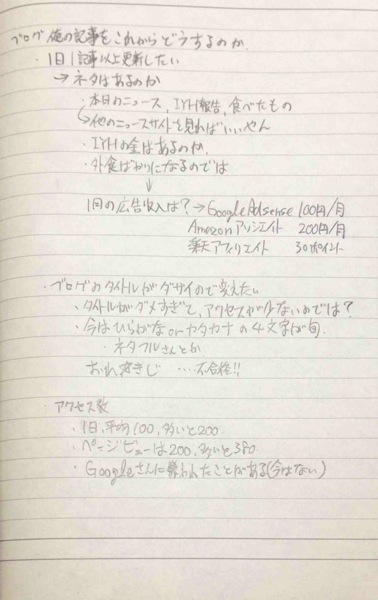 ブログ 俺の記事をこれからどうするのか
・1日1記事以上更新したい
→ネタはあるのか
・本日のニュース、IYH報告、食べたもの
↳他のニュースサイトを見ればいいやん
・IYHの金はあるのか
・外食ばかりになるのでは
↓
1日の広告収入は?→Google Adsense 100円/月
Amazonアソシエイト 200円/月
楽天アフィリエイト 30ポイント
・ブログのタイトルがダサイので変えたい
・タイトルがダメすぎて、アクセスが少ないのでは?
・今はひらがなorカタカナの4文字が旬
・ネタフルさんとか
おれきじ …不合格!!
アクセス数
・1日、平均100、多いと200
・ページビューは200、多いと380
・Googleさんに嫌われたことがある(今はない)